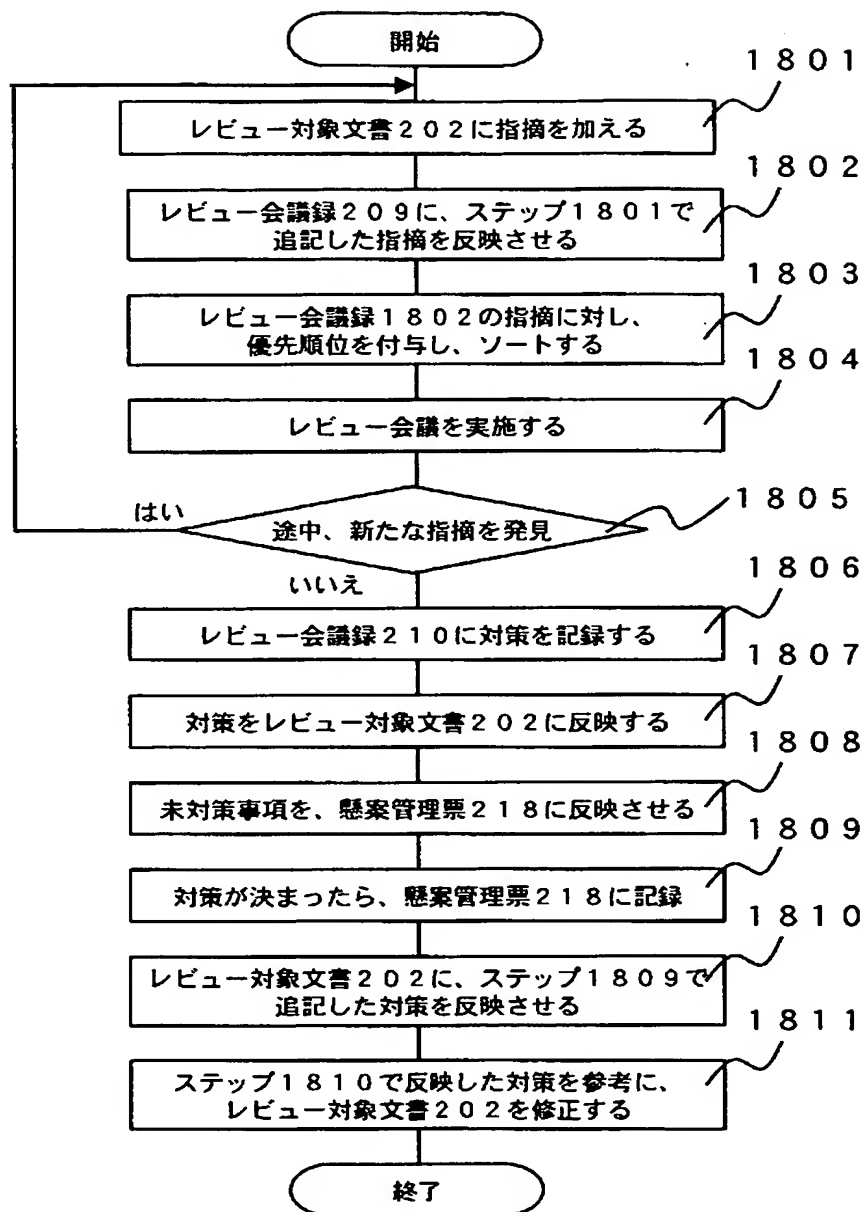 開始
1801
レビュー対象文書202に指摘を加える
1802
レビュー会議録209に、ステップ1801で
追記した指摘を反映させる
1803
レビュー会議録1802の指摘に対し、
優先順位を付与し、ソートする
1804
レビュー会議を実施する
1805
はい
途中、新たな指摘を発見
いいえ
1806
レビュー会議録210に対策を記録する
1807
対策をレビュー対象文書202に反映する
1808
未対策事項を、懸案管理票218に反映させる
1809
対策が決まったら、懸案管理票218に記録
1810
レビュー対象文書202に、ステップ1809で
追記した対策を反映させる
1811
ステップ1810で反映した対策を参考に、
レビュー対象文書202を修正する
終了